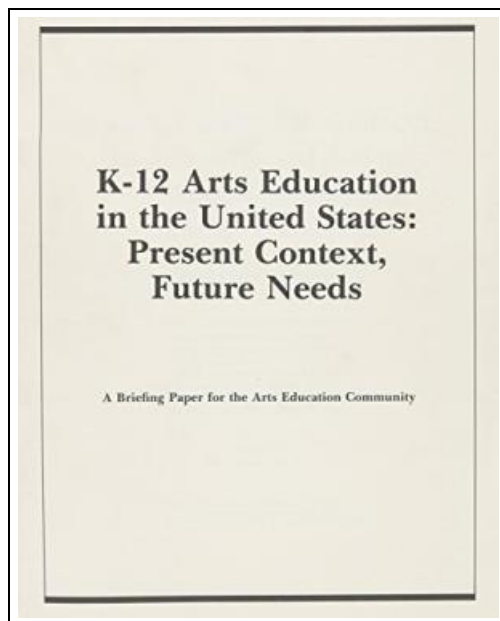 K-12 Arts Education
in the United States:
Present Context,
Future Needs
A Briefing Paper for the Arts Education Community